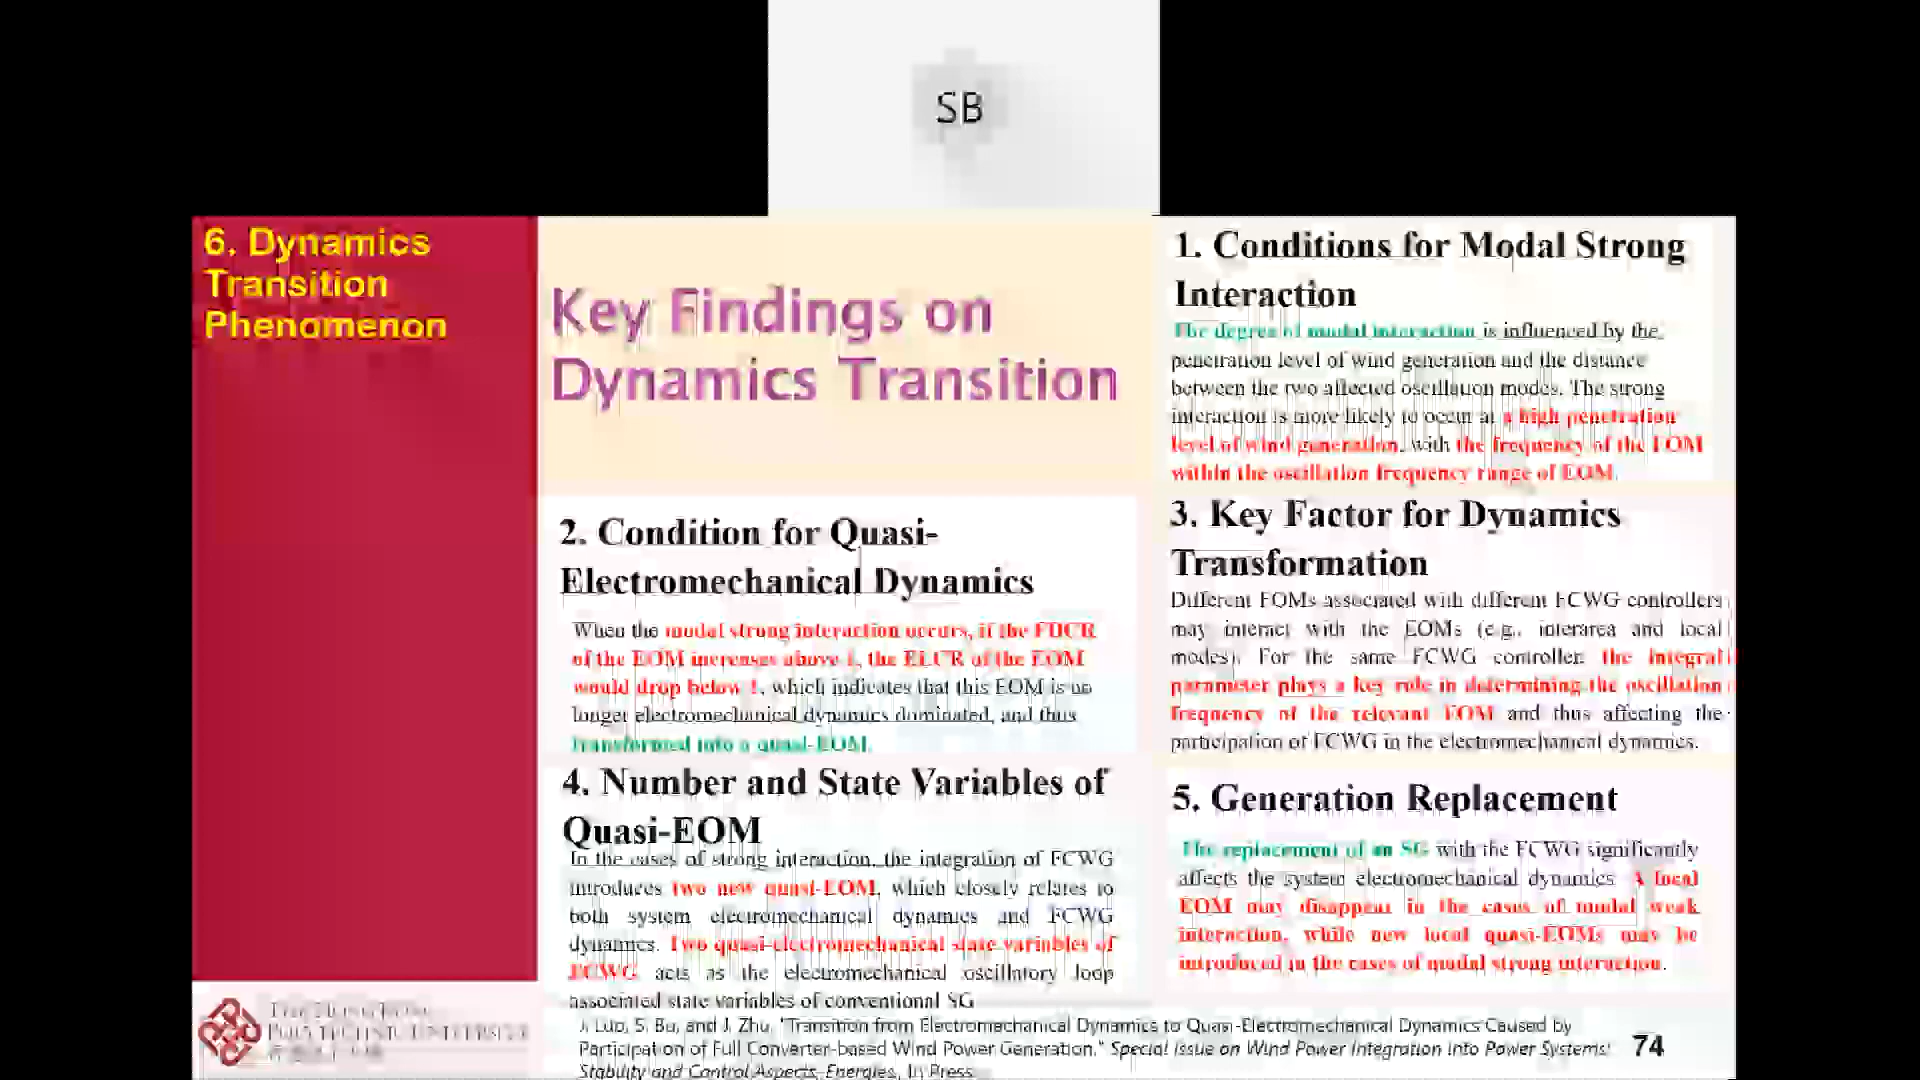 SB
6. Dynamics
Transition
Phenomenon
Key Findings on
Dynamics Transition
1. Conditions for Modal Strong
Interaction
The degree of modal interaction is influenced by the
penetration level of wind generation and the distance
between the two affected oscillation modes. The strong
interaction is more likely to occur at a high penetration
level of wind generation, with the frequency of the FOM
within the oscillation frequency range of EOM.
2. Condition for Quasi-
Electromechanical Dynamics
When the modal strong interaction occurs, if the FDCR
of the EOM increases above 1, the ELCR of the EOM
would drop below 1, which indicates that this EOM is no
longer electromechanical dynamics dominated, and thus
transformed into a quasi-EOM.
3. Key Factor for Dynamics
Transformation
Different FOMs associated with different FCWG controllers
may interact with the EOMs (e.g., interarea and local
modes). For the same FCWG controller, the integral
parameter plays a key role in determining the oscillation
frequency of the relevant FOM and thus affecting the
participation of FCWG in the electromechanical dynamics.
4. Number and State Variables of
Quasi-EOM
In the cases of strong interaction, the integration of FCWG
introduces two new quasi-EOM, which closely relates to
both system electromechanical dynamics and FCWG
dynamics. Two quasi-electromechanical state variables of
FCWG acts as the electromechanical oscillatory loop
associated state variables of conventional SG
5. Generation Replacement
The replacement of an SG with the FCWG significantly
affects the system electromechanical dynamics. A local
EOM may disappear in the cases of modal weak
interaction, while new local quasi-EOMs may be
introduced in the cases of modal strong interaction.
THE HONG KONG
POLYTECHNIC UNIVERSITY
J. Luo, S. Bu, and J. Zhu, "Transition from Electromechanical Dynamics to Quasi-Electromechanical Dynamics Caused by
Participation of Full Converter-based Wind Power Generation," Special Issue on Wind Power Integration into Power Systems:
Stability and Control Aspects, Energies, In Press.
74